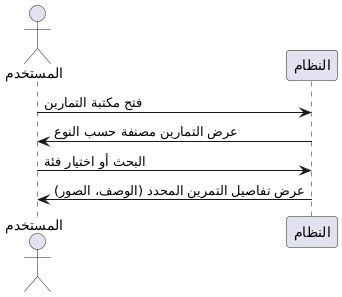 المستخدم
النظام
فتح مكتبة التمارين
عرض التمارين مصنفة حسب النوع
البحث أو اختيار فئة
عرض تفاصيل التمرين المحدد (الوصف، الصور)
المستخدم
النظام